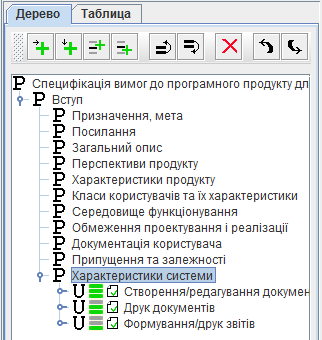 Дерево Таблица
P Специфікація вимог до програмного продукту дл
P Вступ
P Призначення, мета
P Посилання
P Загальний опис
P Перспективи продукту
P Характеристики продукту
P Класи користувачів та їх характеристики
P Середовище функціонування
P Обмеження проектування і реалізації
P Документація користувача
P Припущення та залежності
P Характеристики системи
U Створення/редагування докумен
U Друк документів
U Формування/друк звітів